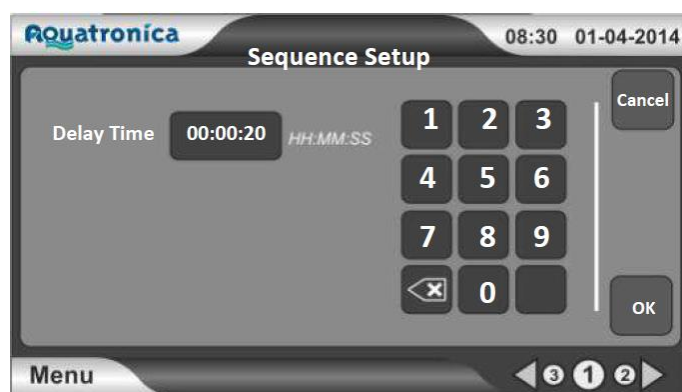 Aquatronica
08:30 01-04-2014
Sequence Setup
Cancel
Delay Time 00:00:20 HH:MM:SS
1 2 3
4 5 6
7 8 9
0
OK
Menu
3 1 2